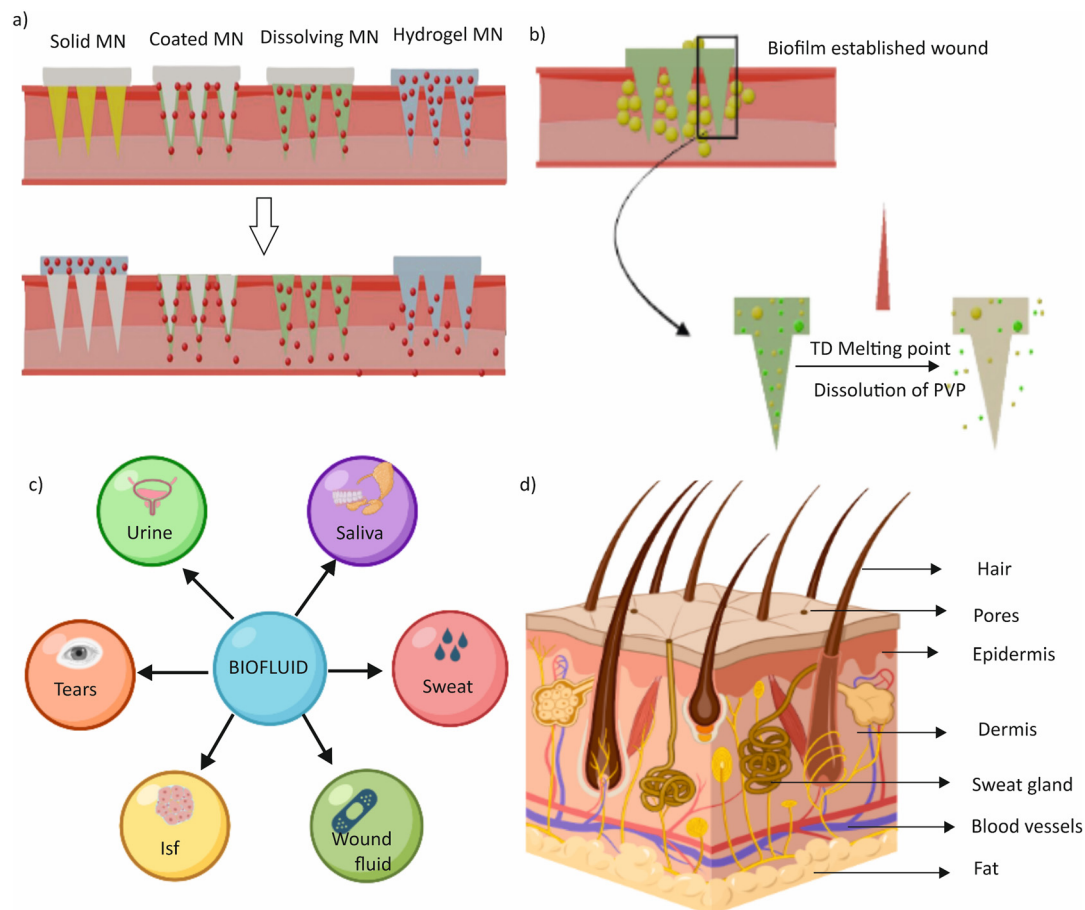 a)
Solid MN
Coated MN
Dissolving MN
Hydrogel MN
b)
Biofilm established wound
TD Melting point
Dissolution of PVP
c)
Urine
Saliva
Tears
BIOFLUID
Sweat
Isf
Wound
fluid
d)
Hair
Pores
Epidermis
Dermis
Sweat gland
Blood vessels
Fat